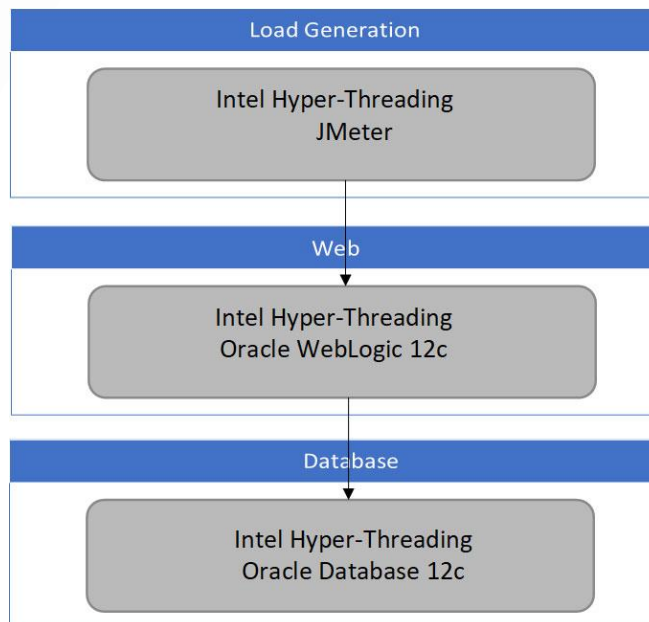 Load Generation
Intel Hyper-Threading
JMeter
Web
Intel Hyper-Threading
Oracle WebLogic 12c
Database
Intel Hyper-Threading
Oracle Database 12c